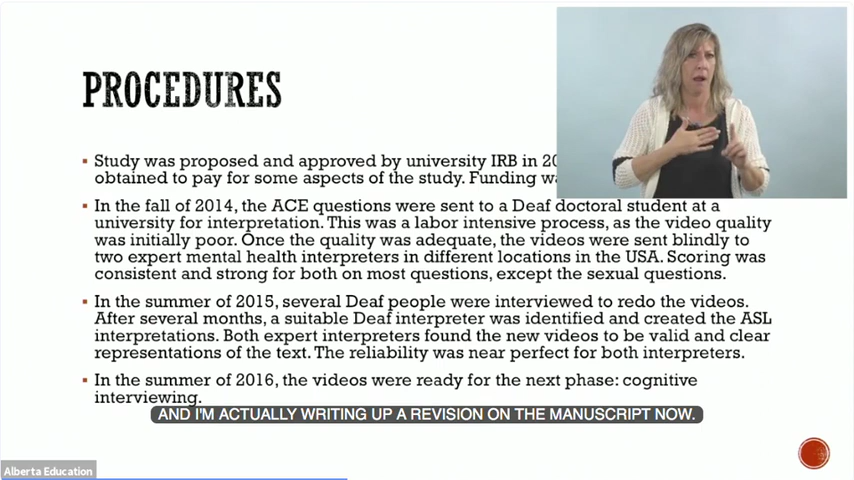 PROCEDURES
▪ Study was proposed and approved by university IRB in
obtained to pay for some aspects of the study. Funding
▪ In the fall of 2014, the ACE questions were sent to a Deaf doctoral student at a
university for interpretation. This was a labor intensive process, as the video quality
was initially poor. Once the quality was adequate, the videos were sent blindly to
two expert mental health interpreters in different locations in the USA. Scoring was
consistent and strong for both on most questions, except the sexual questions.
▪ In the summer of 2015, several Deaf people were interviewed to redo the videos.
After several months, a suitable Deaf interpreter was identified and created the ASL
interpretations. Both expert interpreters found the new videos to be valid and clear
representations of the text. The reliability was near perfect for both interpreters.
▪ In the summer of 2016, the videos were ready for the next phase: cognitive
interviewing.
AND I'M ACTUALLY WRITING UP A REVISION ON THE MANUSCRIPT NOW.
Alberta Education